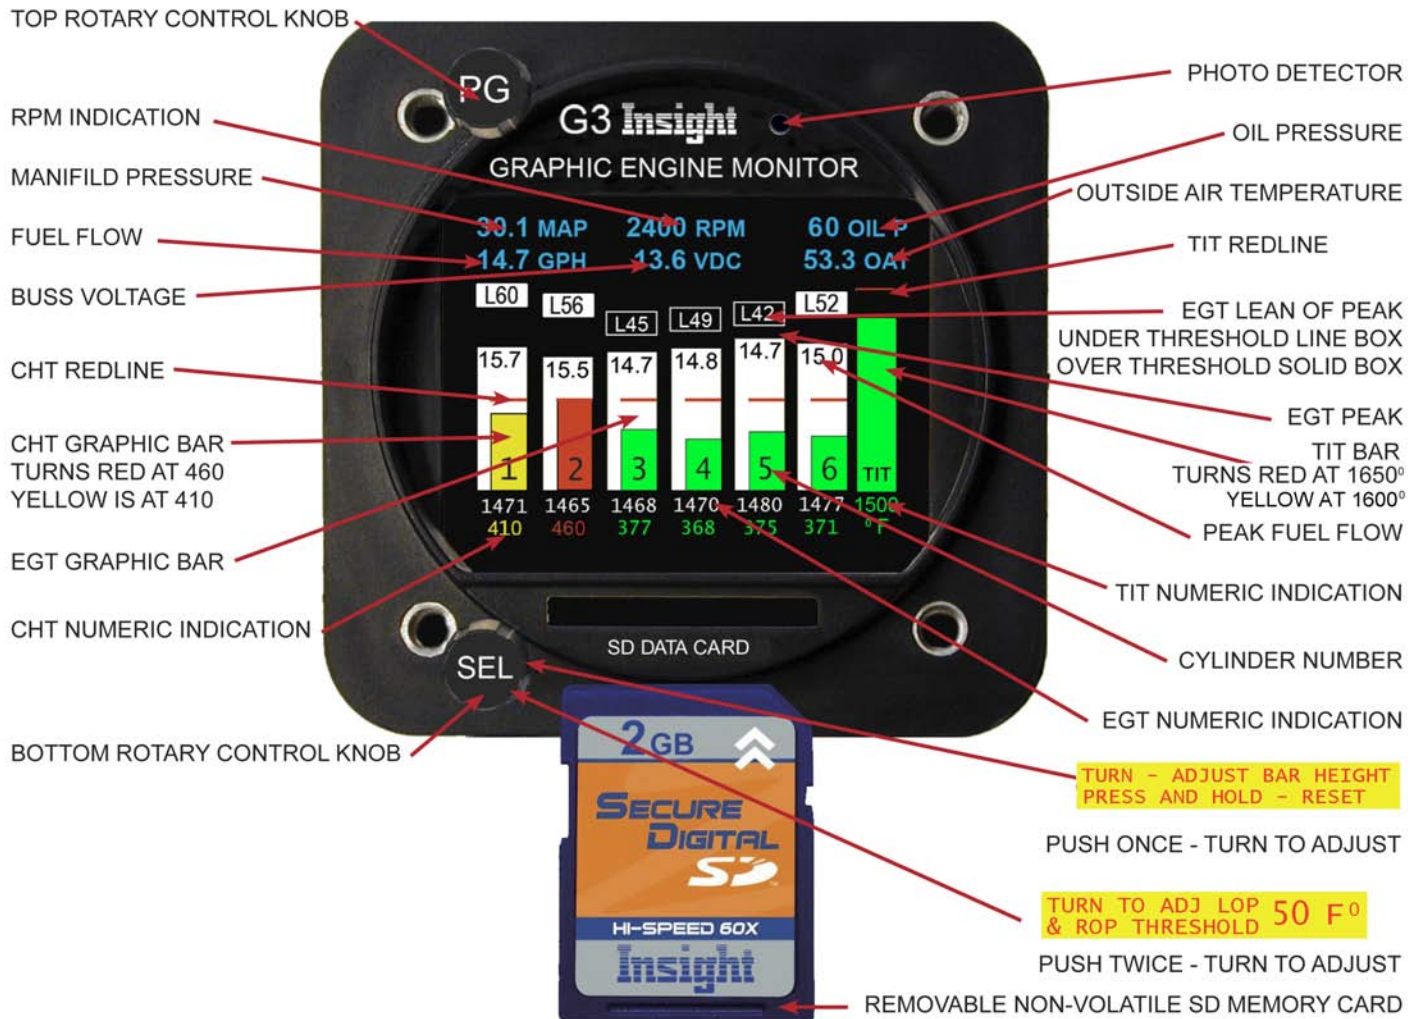 TOP ROTARY CONTROL KNOB
RPM INDICATION
MANIFILD PRESSURE
FUEL FLOW
BUSS VOLTAGE
CHT REDLINE
CHT GRAPHIC BAR
TURNS RED AT 460
YELLOW IS AT 410
EGT GRAPHIC BAR
CHT NUMERIC INDICATION
BOTTOM ROTARY CONTROL KNOB
PG
G3 Insight
GRAPHIC ENGINE MONITOR
30.1 MAP 2400 RPM 60 OIL P
14.7 GPH 13.6 VDC 53.3 OAT
L60 L56 L45 L49 L42 L52
15.7 15.5 14.7 14.8 14.7 15.0
1 2 3 4 5 6 TIT
1471 1465 1468 1470 1480 1477 1500
410 460 377 368 375 371 ⁰F
SD DATA CARD
SEL
2 GB
SECURE
DIGITAL
SD
HI-SPEED 60X
Insight
PHOTO DETECTOR
OIL PRESSURE
OUTSIDE AIR TEMPERATURE
TIT REDLINE
EGT LEAN OF PEAK
UNDER THRESHOLD LINE BOX
OVER THRESHOLD SOLID BOX
EGT PEAK
TIT BAR
TURNS RED AT 1650⁰
YELLOW AT 1600⁰
PEAK FUEL FLOW
TIT NUMERIC INDICATION
CYLINDER NUMBER
EGT NUMERIC INDICATION
TURN - ADJUST BAR HEIGHT
PRESS AND HOLD - RESET
PUSH ONCE - TURN TO ADJUST
TURN TO ADJ LOP
& ROP THRESHOLD 50 F⁰
PUSH TWICE - TURN TO ADJUST
REMOVABLE NON-VOLATILE SD MEMORY CARD